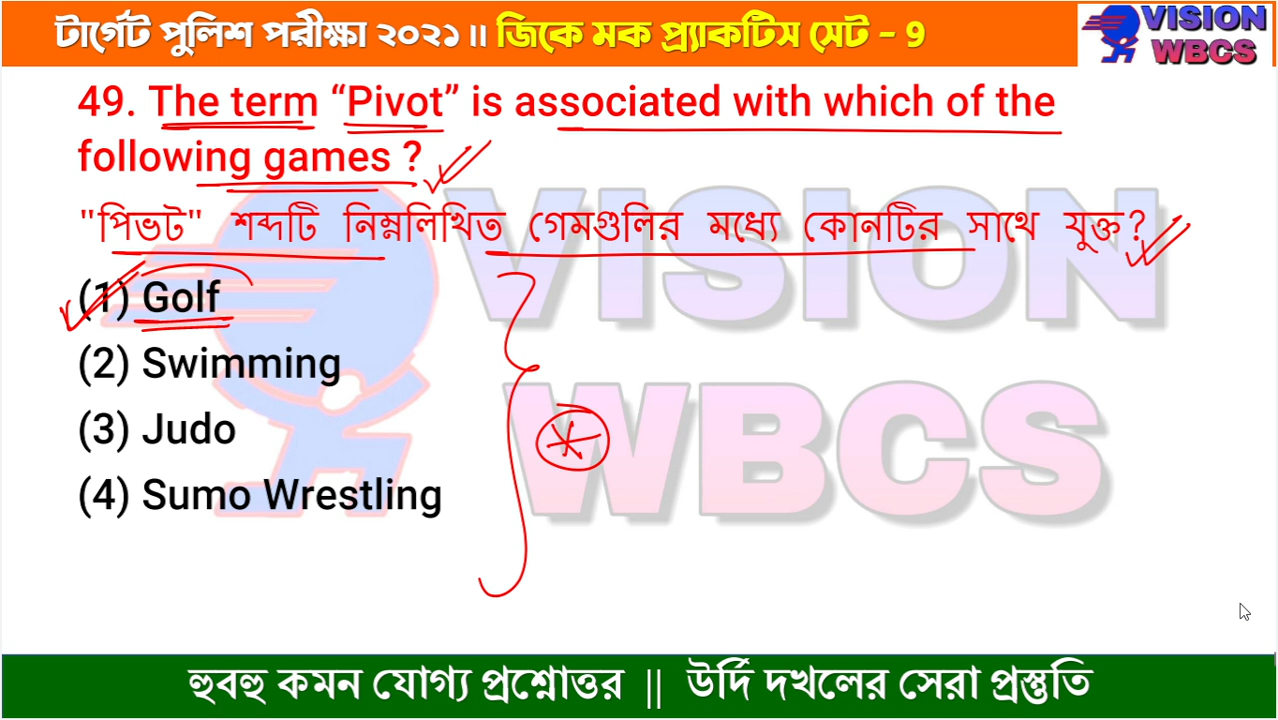 টার্গেট পুলিশ পরীক্ষা ২০২১ ॥ জিকে মক প্র্যাকটিস সেট - 9
VISION
WBCS
49. The term “Pivot” is associated with which of the
following games ?
"পিভট" শব্দটি নিম্নলিখিত গেমগুলির মধ্যে কোনটির সাথে যুক্ত?
(1) Golf
(2) Swimming
(3) Judo
(4) Sumo Wrestling
VISION
WBCS
হুবহু কমন যোগ্য প্রশ্নোত্তর || উর্দি দখলের সেরা প্রস্তুতি